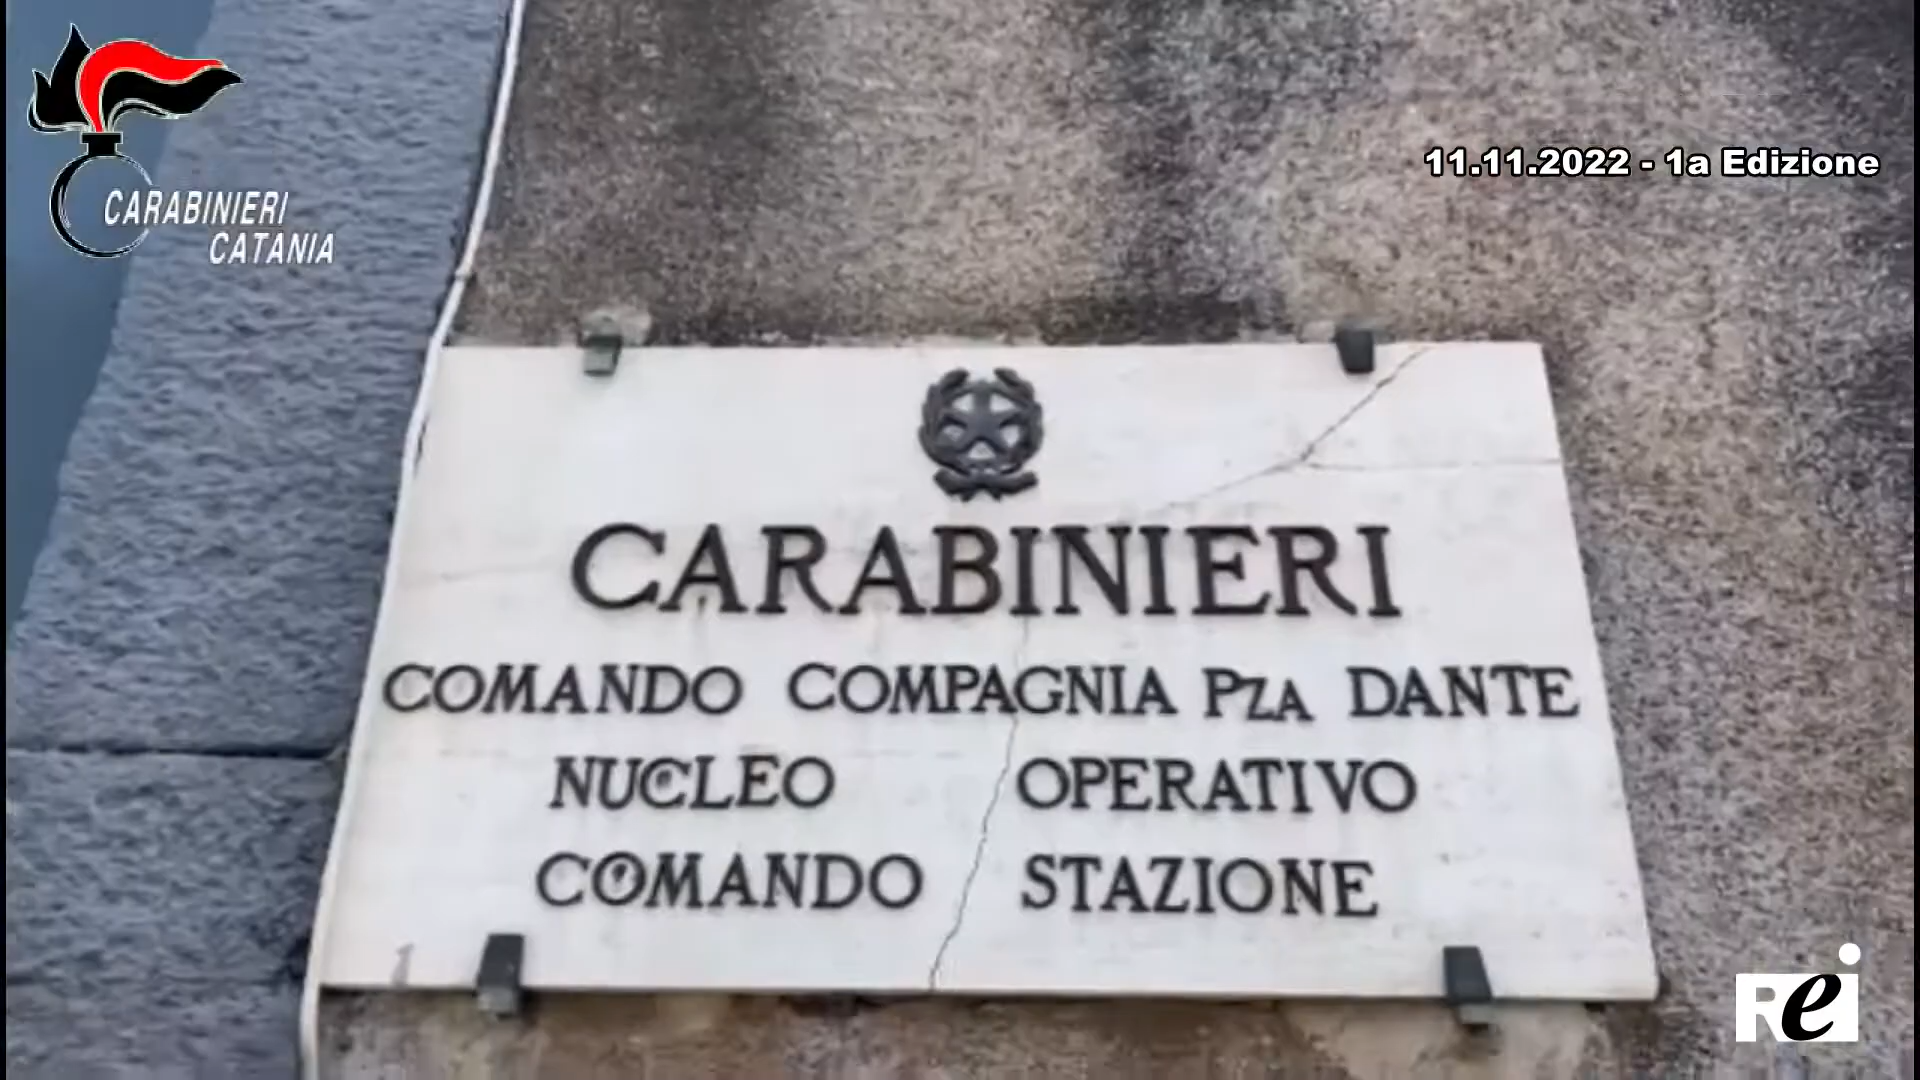 CARABINIERI
CATANIA
11.11.2022 - 1a Edizione
CARABINIERI
COMANDO COMPAGNIA PZA DANTE
NUCLEO OPERATIVO
COMANDO STAZIONE
Rei